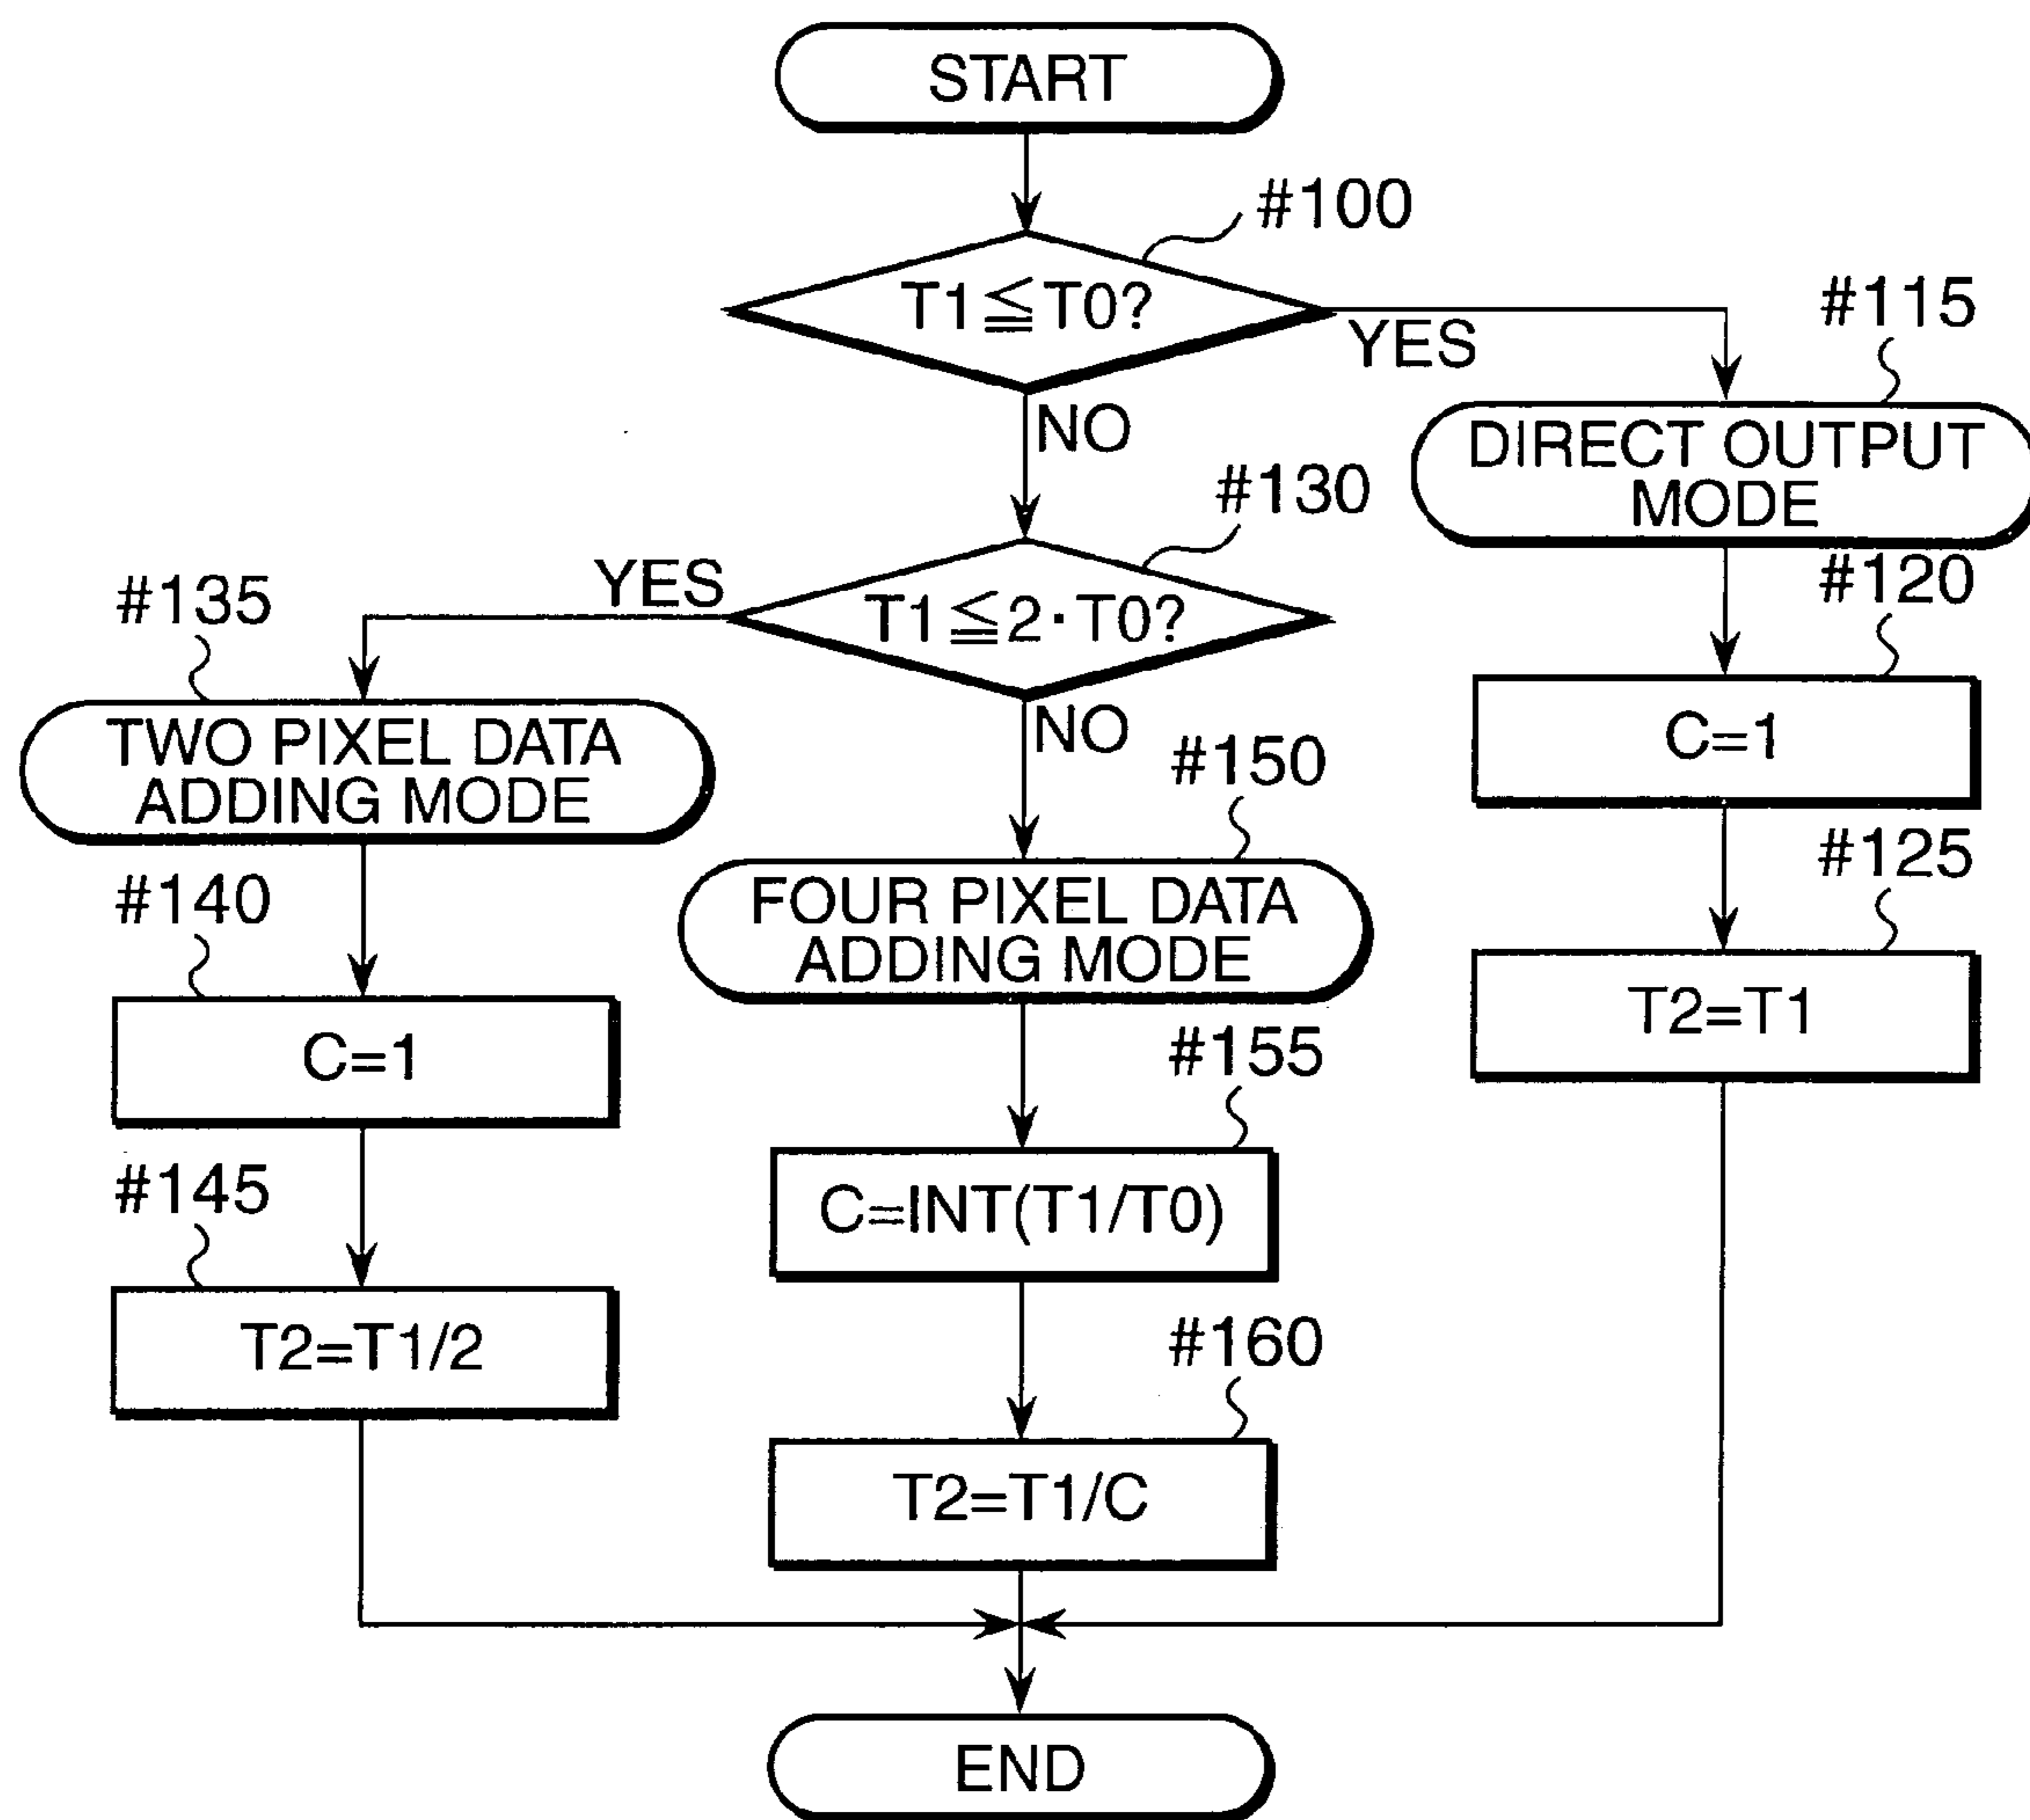 START
#100
T1≦T0?
YES
NO
#115
DIRECT OUTPUT
MODE
#120
C=1
#125
T2=T1
#130
T1≦2・T0?
YES
NO
#135
TWO PIXEL DATA
ADDING MODE
#140
C=1
#145
T2=T1/2
#150
FOUR PIXEL DATA
ADDING MODE
#155
C=INT(T1/T0)
#160
T2=T1/C
END